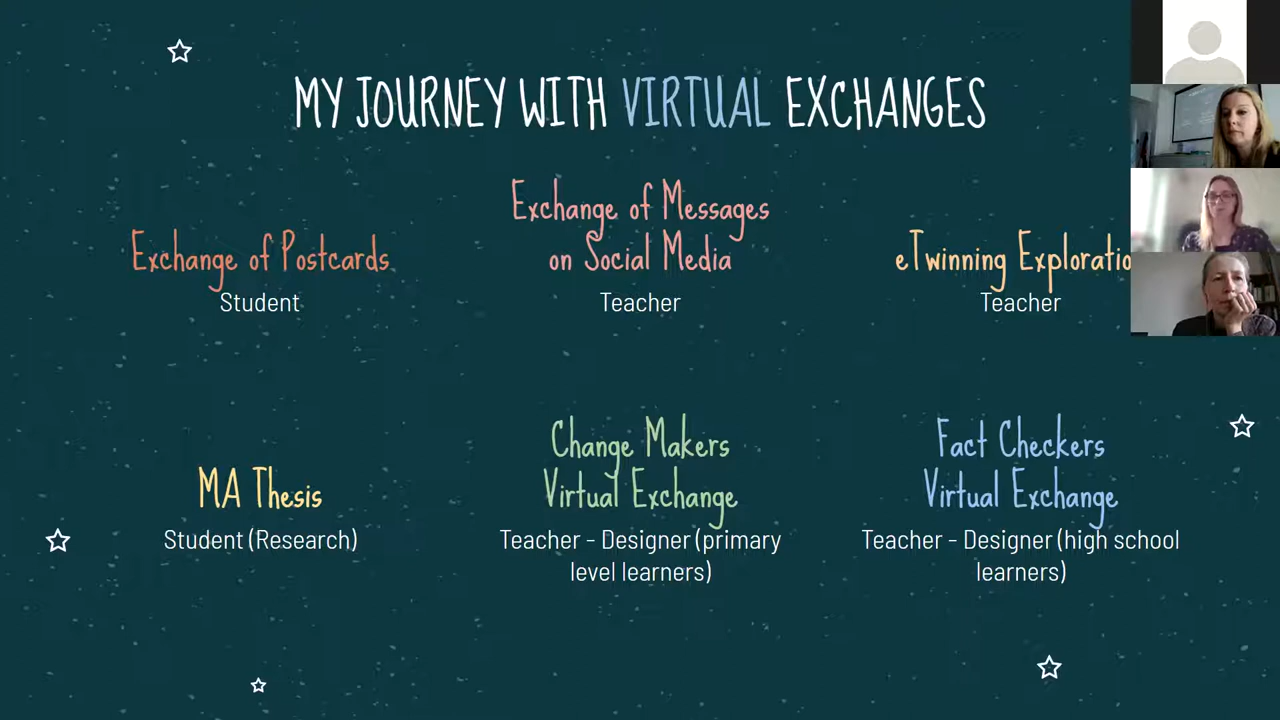 MY JOURNEY WITH VIRTUAL EXCHANGES
Exchange of Postcards
Student
Exchange of Messages
on Social Media
Teacher
eTwinning Exploratio
Teacher
MA Thesis
Student (Research)
Change Makers
Virtual Exchange
Teacher - Designer (primary
level learners)
Fact Checkers
Virtual Exchange
Teacher - Designer (high school
learners)